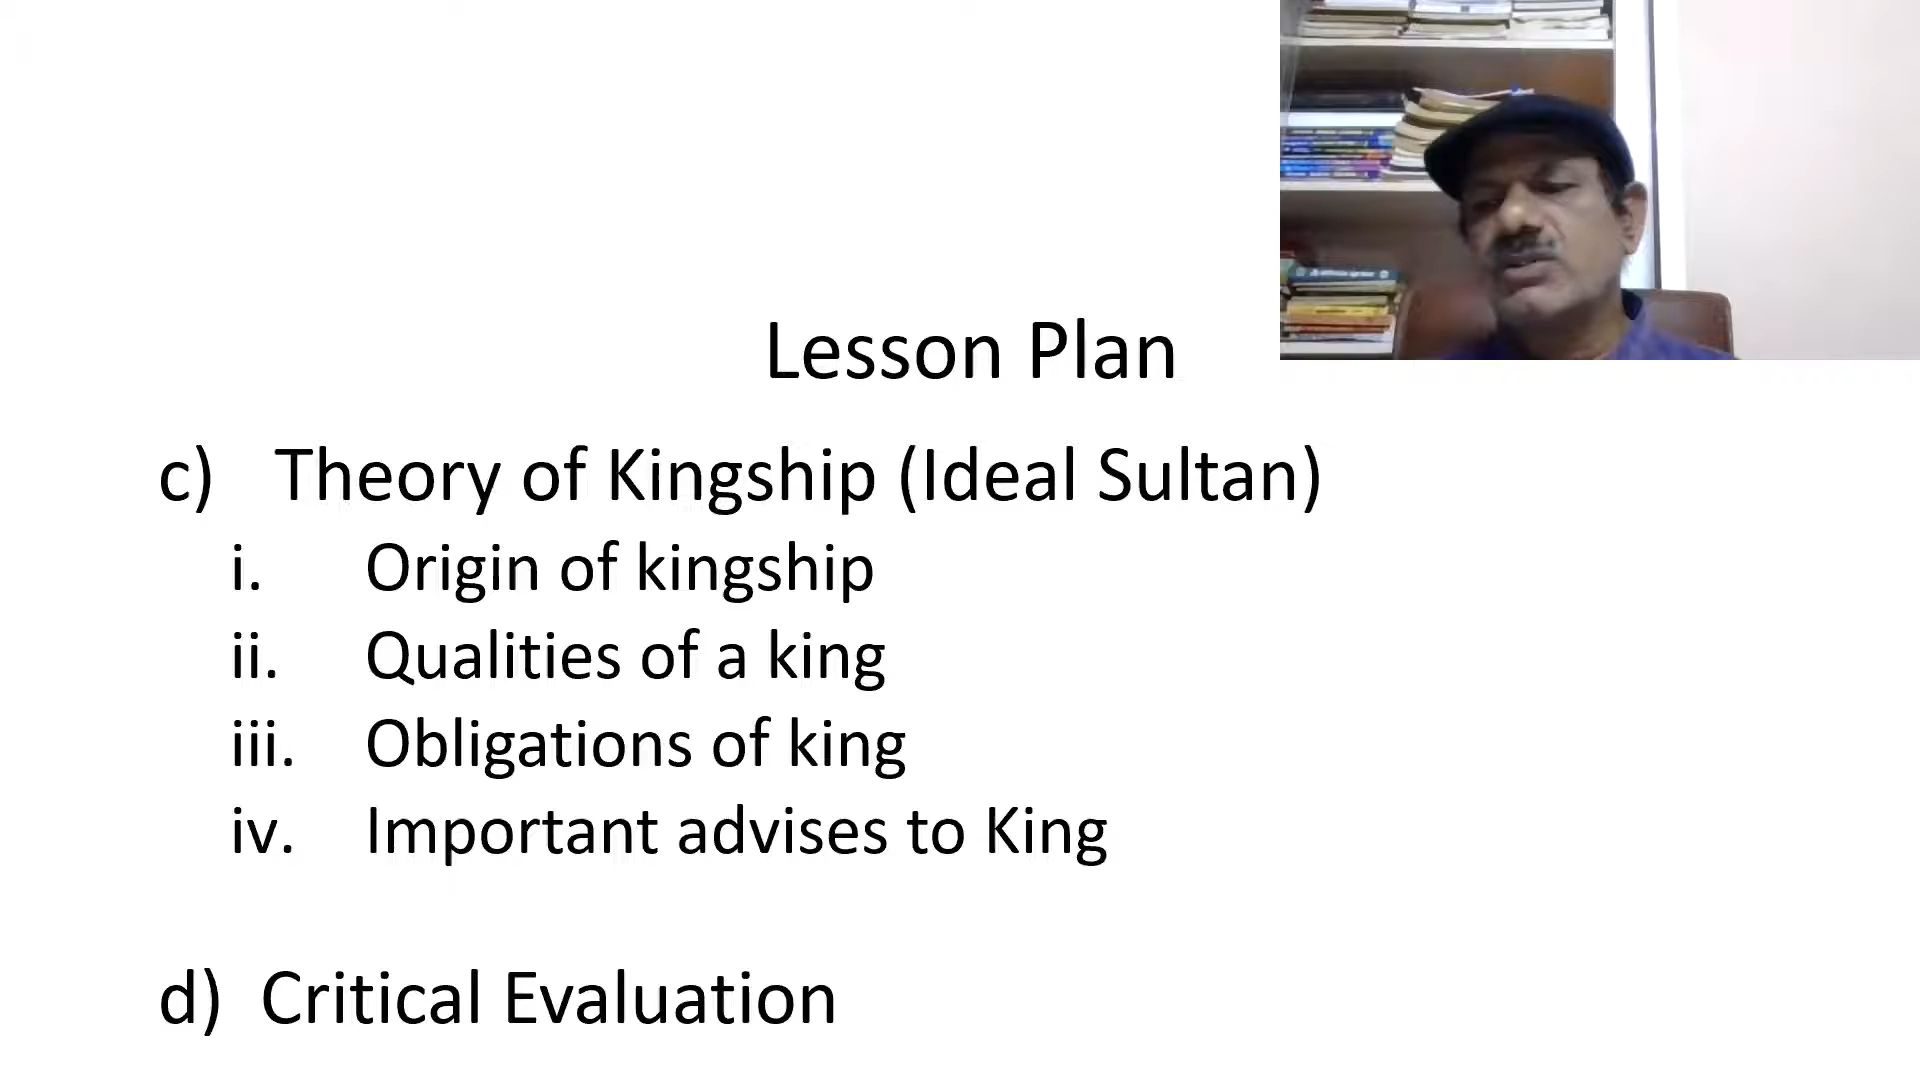 Lesson Plan
c) Theory of Kingship (Ideal Sultan)
i. Origin of kingship
ii. Qualities of a king
iii. Obligations of king
iv. Important advises to King
d) Critical Evaluation